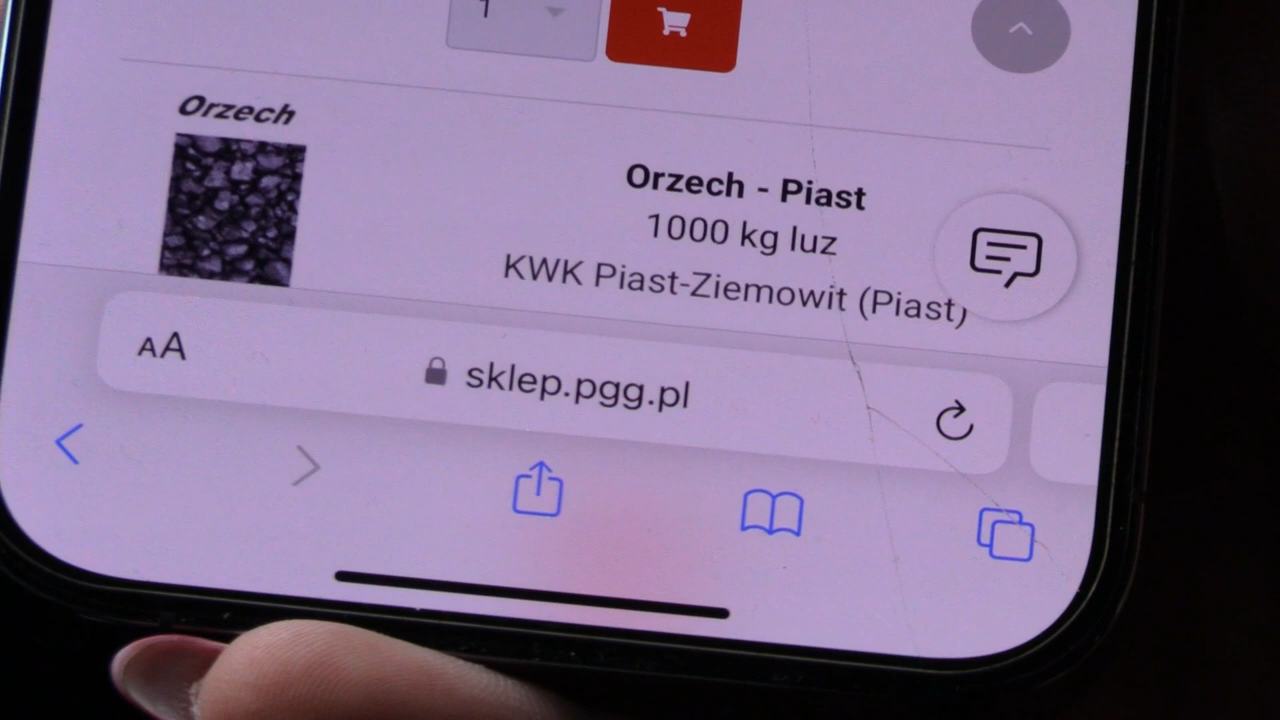 1
Orzech
Orzech - Piast
1000 kg luz
KWK Piast-Ziemowit (Piast)
AA
sklep.pgg.pl